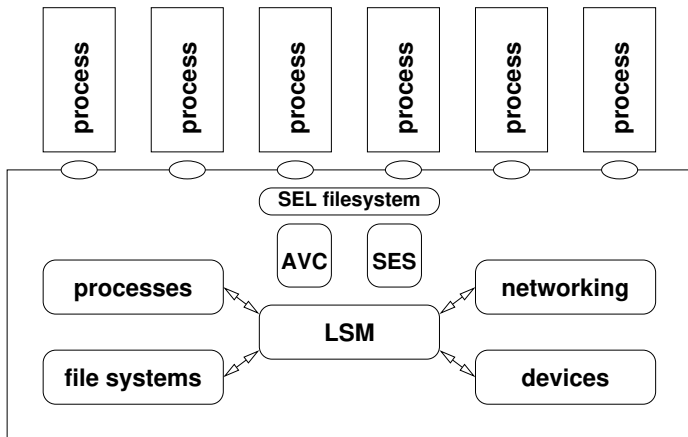 process
process
process
process
process
process
SEL filesystem
AVC
SES
processes
networking
LSM
file systems
devices